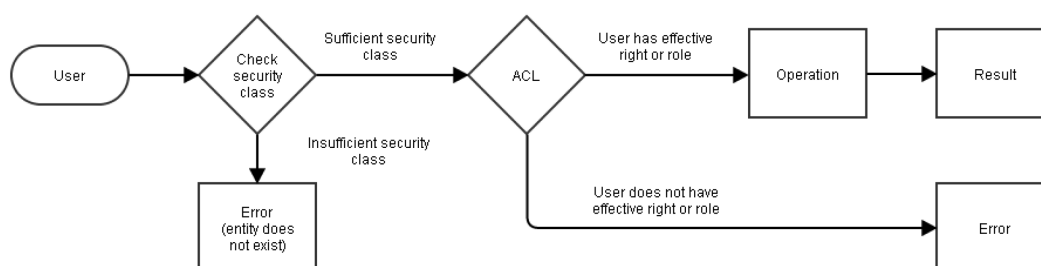 User
Check
security
class
Sufficient security
class
ACL
User has effective
right or role
Operation
Result
Insufficient security
class
Error
(entity does
not exist)
User does not have
effective right or role
Error